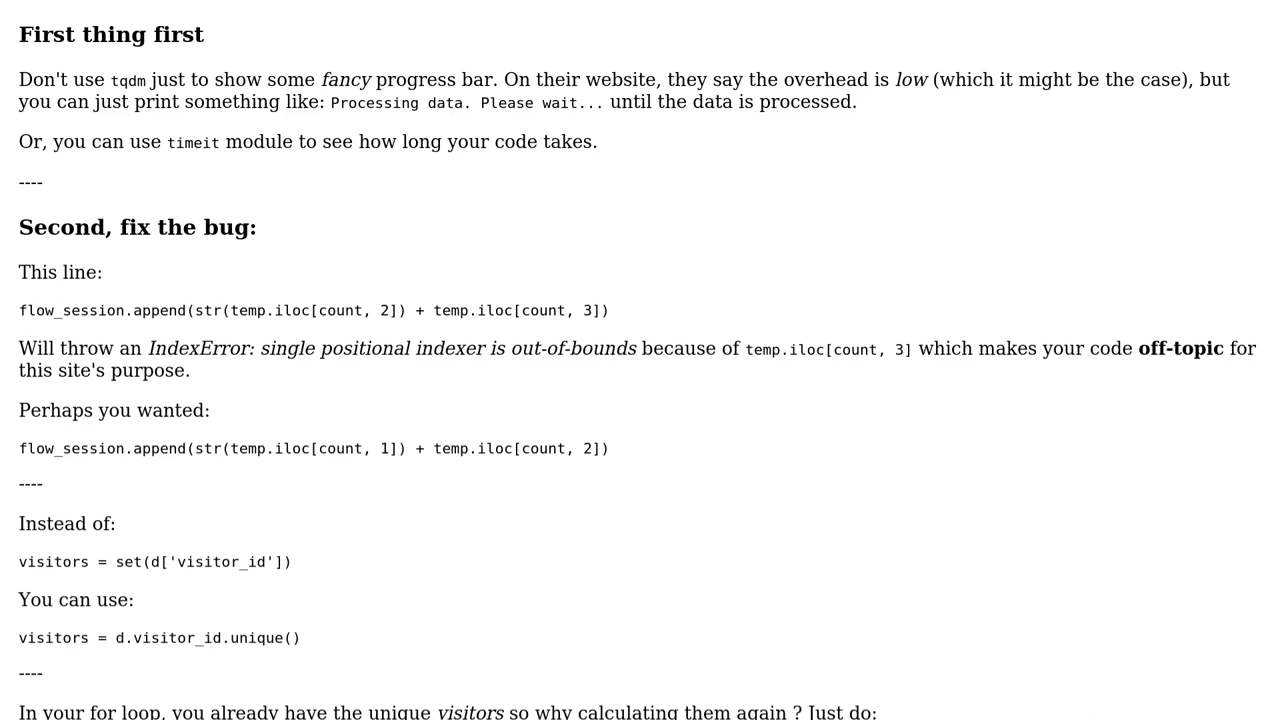 First thing first
Don't use tqdm just to show some fancy progress bar. On their website, they say the overhead is low (which it might be the case), but
you can just print something like: Processing data. Please wait... until the data is processed.
Or, you can use timeit module to see how long your code takes.
----
Second, fix the bug:
This line:
flow_session.append(str(temp.iloc[count, 2]) + temp.iloc[count, 3])
Will throw an IndexError: single positional indexer is out-of-bounds because of temp.iloc[count, 3] which makes your code off-topic for
this site's purpose.
Perhaps you wanted:
flow_session.append(str(temp.iloc[count, 1]) + temp.iloc[count, 2])
----
Instead of:
visitors = set(d['visitor_id'])
You can use:
visitors = d.visitor_id.unique()
----
In your for loop, you already have the unique visitors so why calculating them again ? Just do: